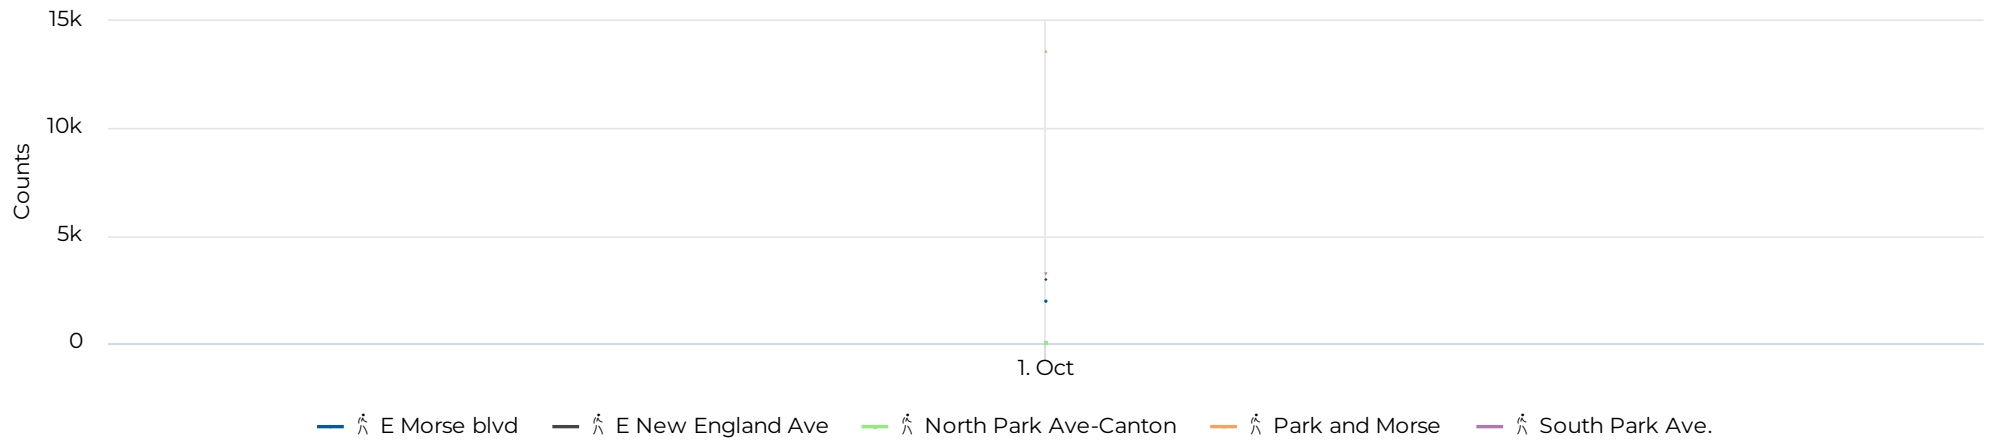 15k
10k
5k
0
Counts
1. Oct
E Morse blvd E New England Ave North Park Ave-Canton Park and Morse South Park Ave.